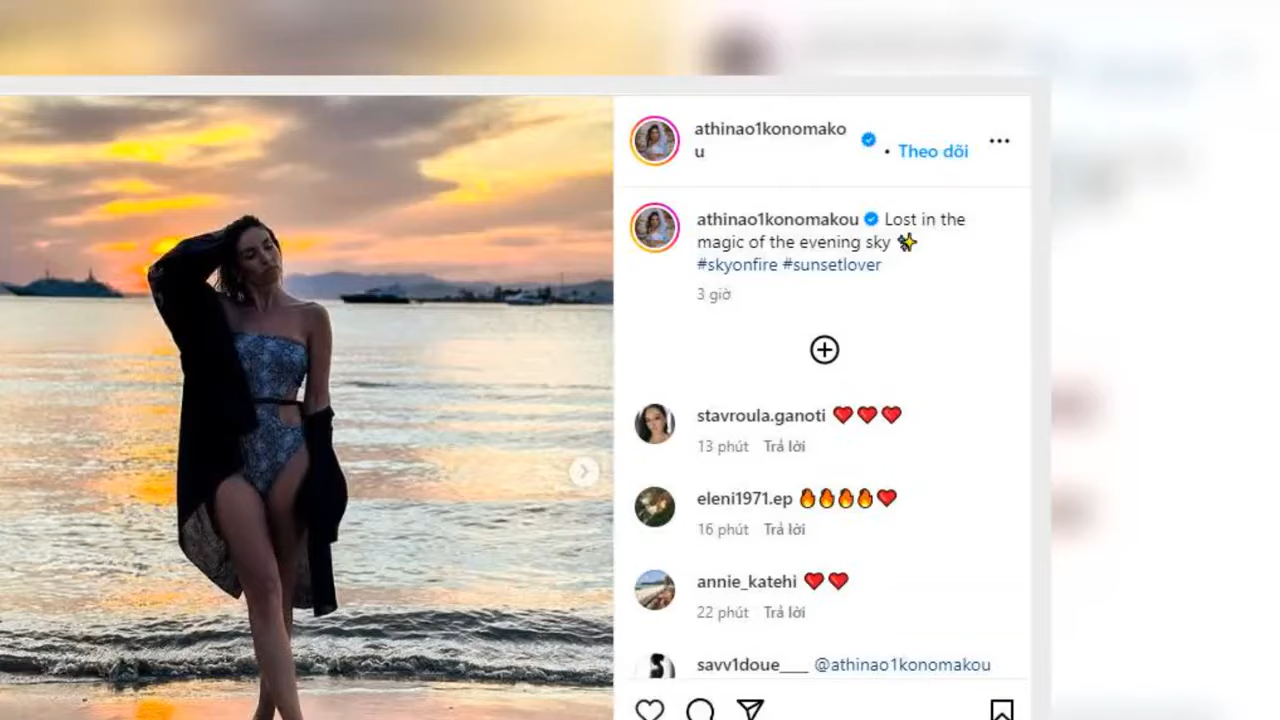 athinao1konomako
u
• Theo dõi
athinao1konomakou Lost in the
magic of the evening sky ✨
#skyonfire #sunsetlover
3 giờ
stavroula.ganoti ❤️❤️❤️
13 phút Trả lời
eleni1971.ep 🔥🔥🔥🔥❤️
16 phút Trả lời
annie_katehi ❤️❤️
22 phút Trả lời
savv1doue___ @athinao1konomakou